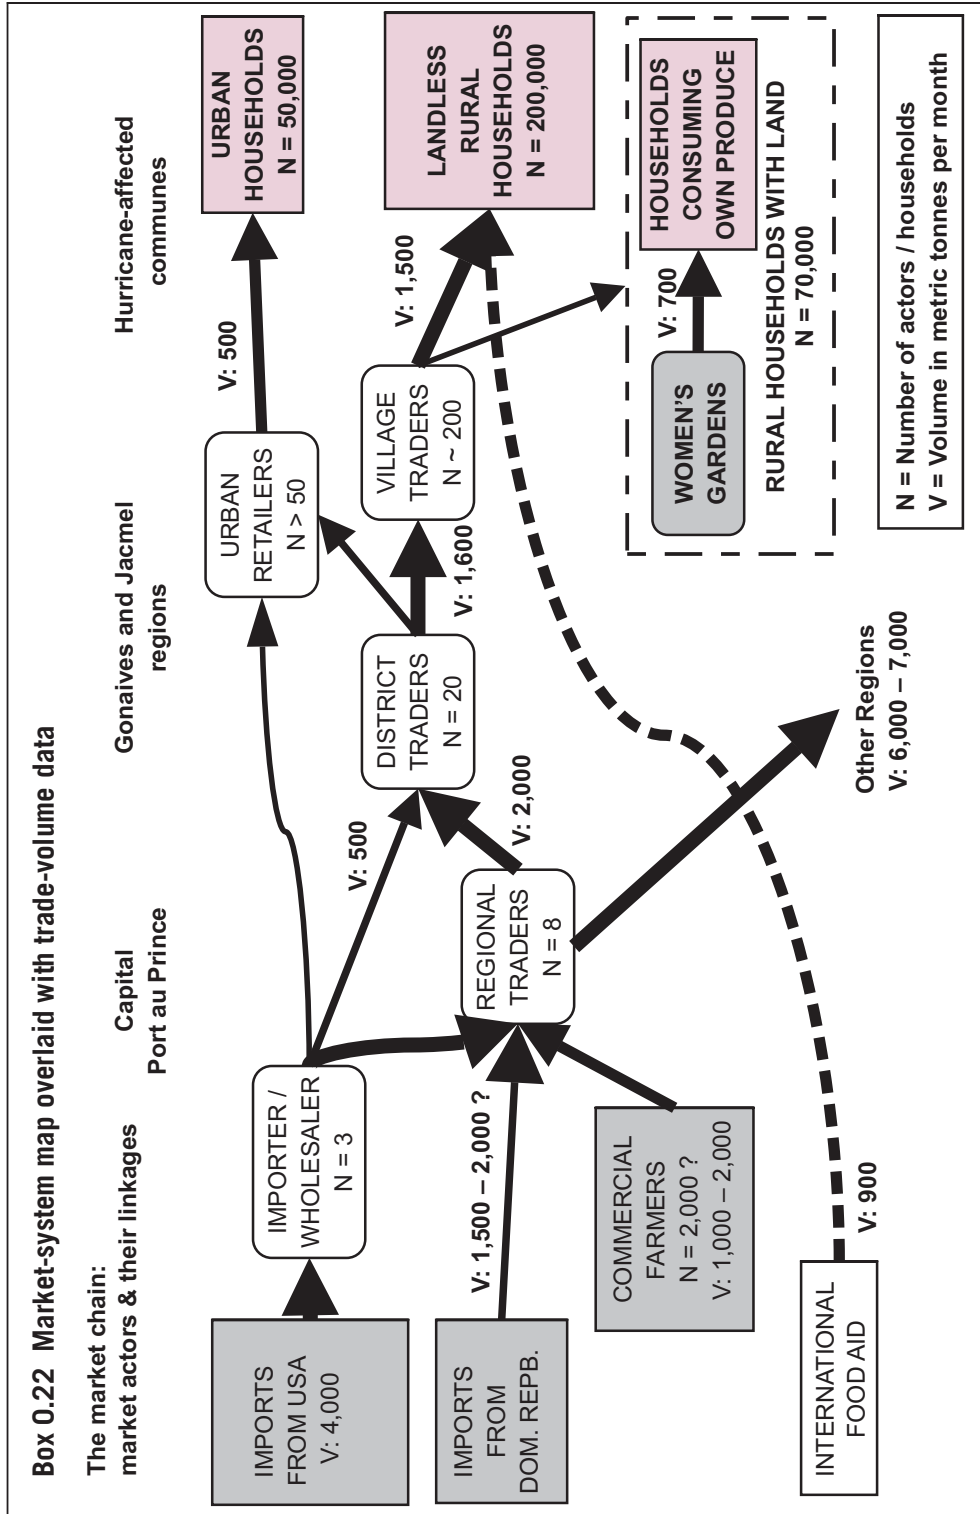 Box 0.22 Market-system map overlaid with trade-volume data
The market chain:
market actors & their linkages
Capital
Port au Prince
Gonaives and Jacmel
regions
Hurricane-affected
communes
IMPORTS
FROM USA
V: 4,000
IMPORTER /
WHOLESALER
N = 3
URBAN
RETAILERS
N > 50
V: 500
URBAN
HOUSEHOLDS
N = 50,000
IMPORTS
FROM
DOM. REPB.
V: 1,500 – 2,000 ?
REGIONAL
TRADERS
N = 8
V: 500
V: 2,000
DISTRICT
TRADERS
N = 20
V: 1,600
VILLAGE
TRADERS
N ~ 200
V: 1,500
LANDLESS
RURAL
HOUSEHOLDS
N = 200,000
COMMERCIAL
FARMERS
N = 2,000 ?
V: 1,000 – 2,000
Other Regions
V: 6,000 – 7,000
WOMEN'S
GARDENS
V: 700
HOUSEHOLDS
CONSUMING
OWN PRODUCE
RURAL HOUSEHOLDS WITH LAND
N = 70,000
INTERNATIONAL
FOOD AID
V: 900
N = Number of actors / households
V = Volume in metric tonnes per month